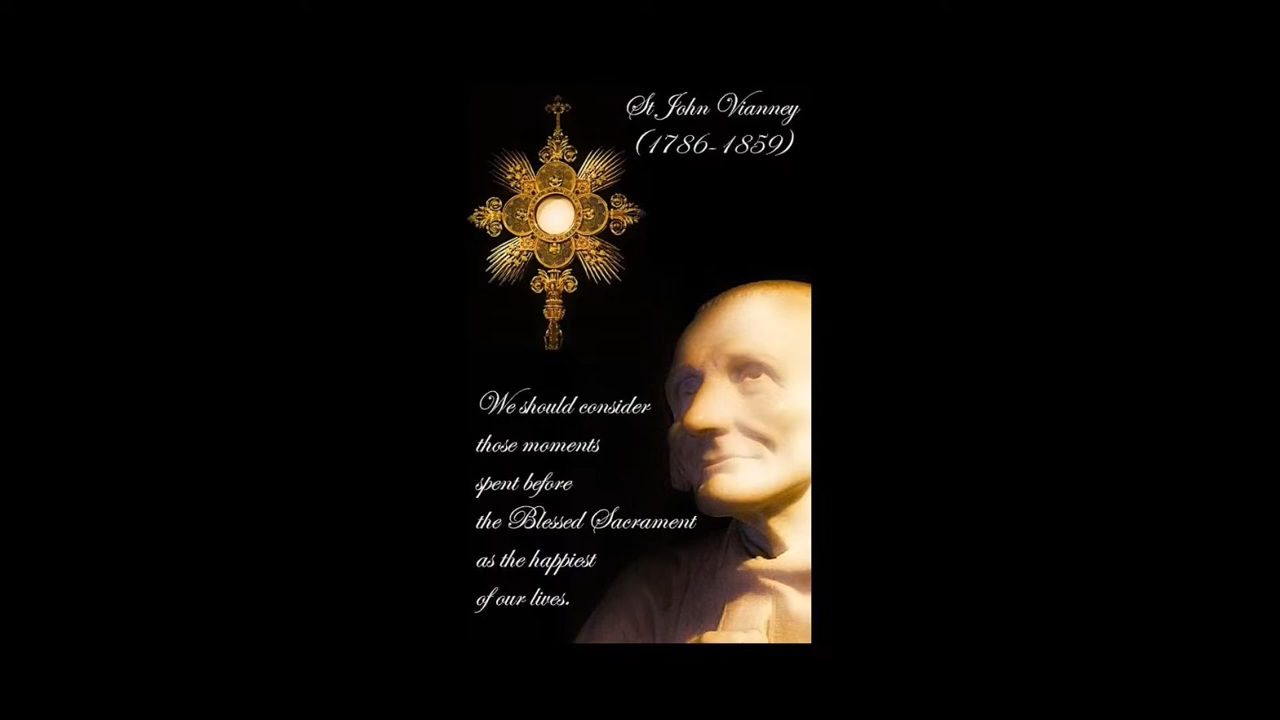 St John Vianney
(1786-1859)
We should consider
those moments
spent before
the Blessed Sacrament
as the happiest
of our lives.